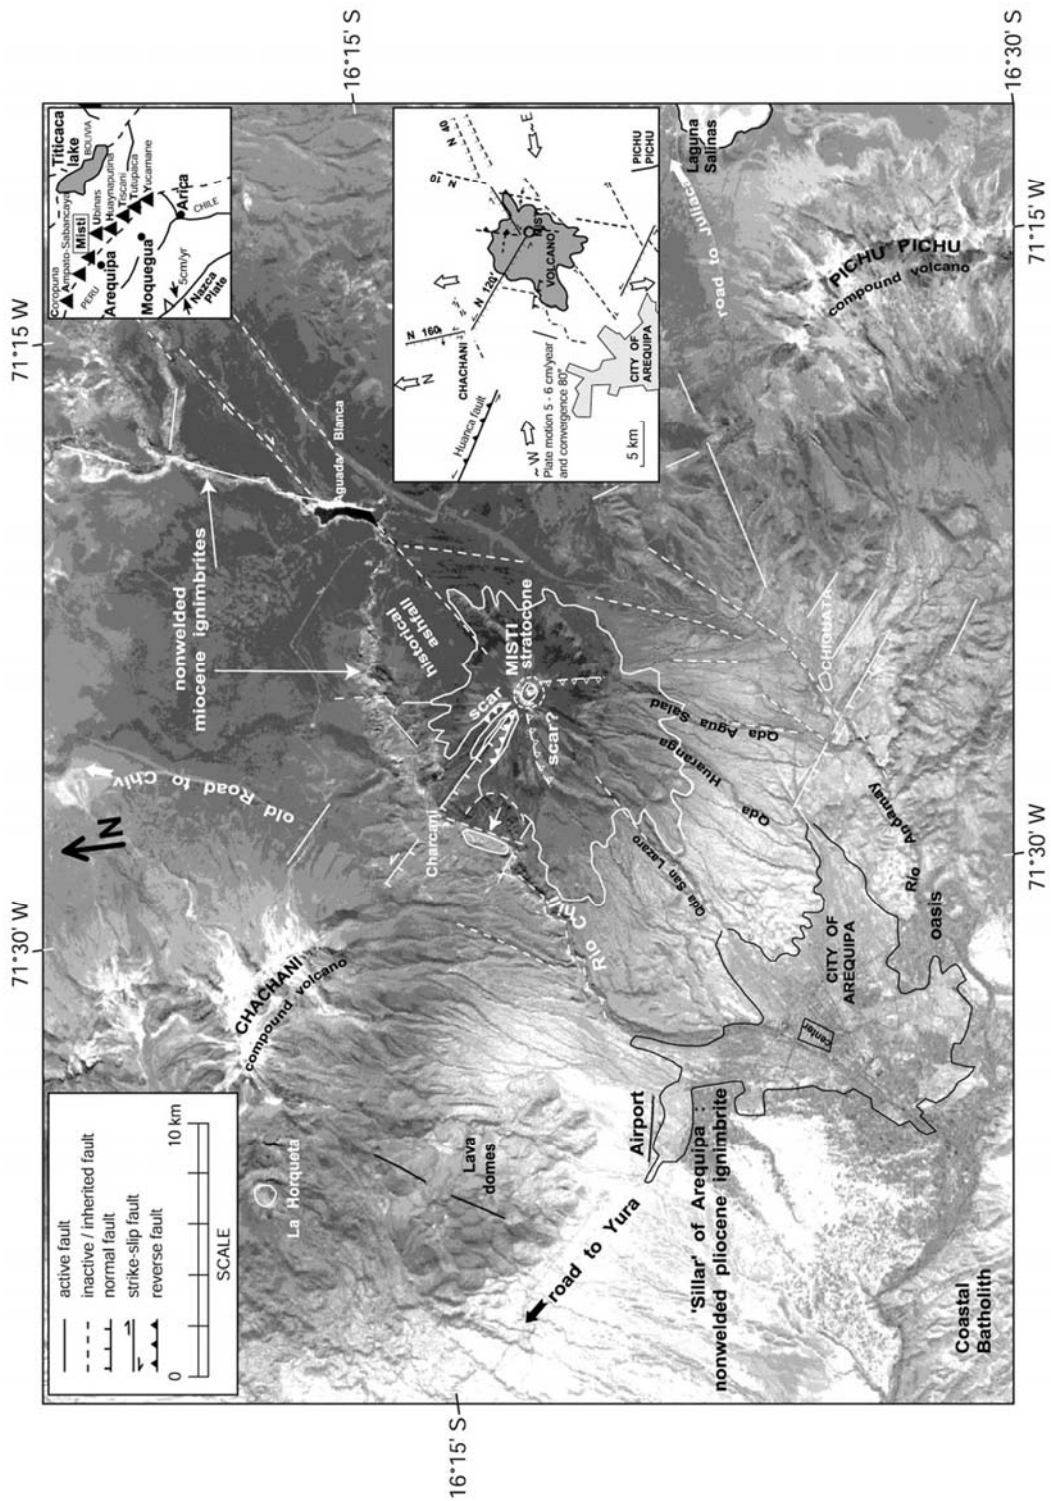 71°30' W
71°15 W
16°15' S
16°15' S
16°30' S
71°30' W
71°15' W
active fault
inactive / inherited fault
normal fault
strike-slip fault
reverse fault
0
10 km
SCALE
La Horqueta
CHACHANI
compound volcano
N
old Road to Chiv
nonwelded
miocene ignimbrites
Coropuna
Ampato-Sabancaya
Misti
Ubinas
Huaynaputina
Tiscani
Tutupaca
Yucamane
Titicaca
lake
BOLIVIA
PERU
Arequipa
Moquegua
Arica
CHILE
5cm/yr
Nazca
Plate
Aguada Blanca
historical
ashfall
Charcani
scar
scar?
MISTI
stratocone
Lava
domes
Rio Chili
N
Huanca fault
CHACHANI
N 160
N 120
N 10
N 40
MISTI
VOLCANO
~ W
~ E
Plate motion 5 - 6 cm/year
and convergence 80°
5 km
CITY OF
AREQUIPA
PICHU
PICHU
road to Yura
Airport
Qda San Lazaro
Qda Huaranga
Qda Agua Salad
CHIGUATA
road to Juliaca
Laguna
Salinas
PICHU PICHU
compound volcano
'Sillar' of Arequipa :
nonwelded pliocene ignimbrite
center
CITY OF
AREQUIPA
Río Andamay
oasis
Coastal
Batholith